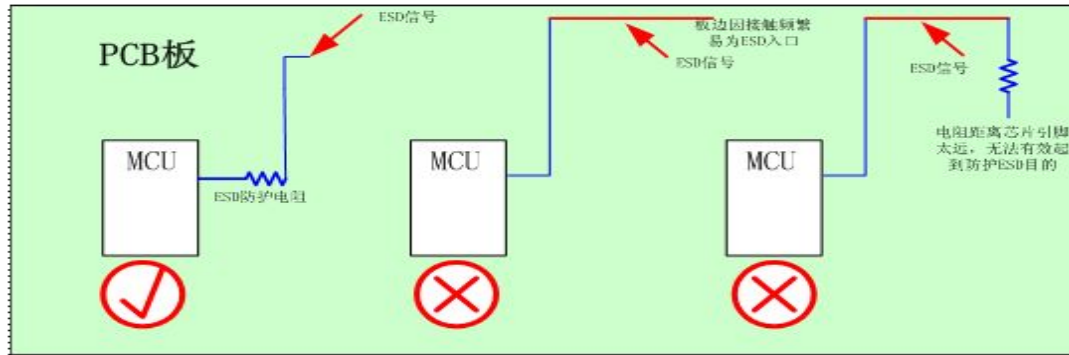 PCB板
ESD信号
MCU
ESD防护电阻
板边因接触频繁
易为ESD入口
ESD信号
MCU
ESD信号
电阻距离芯片引脚
太远，无法有效起
到防护ESD目的
MCU